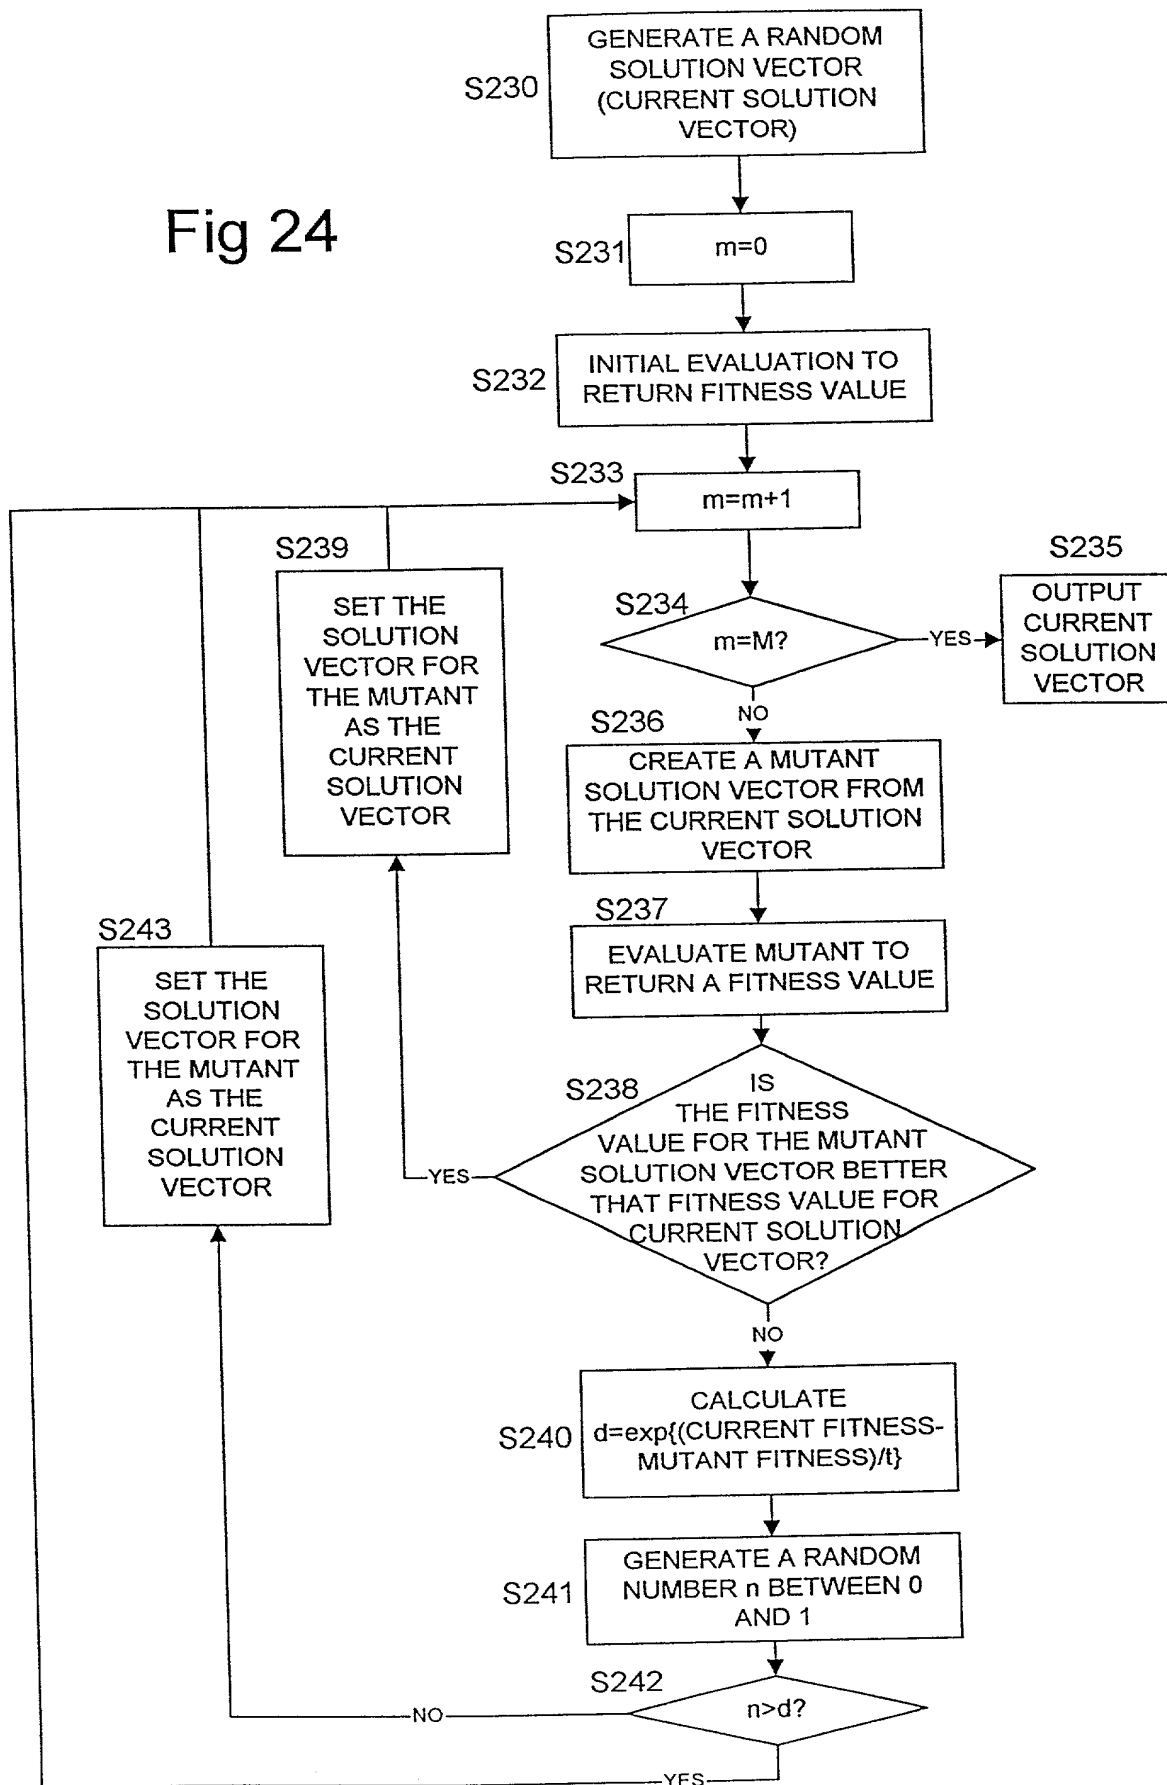 Fig 24
S230
GENERATE A RANDOM
SOLUTION VECTOR
(CURRENT SOLUTION
VECTOR)
S231
m=0
S232
INITIAL EVALUATION TO
RETURN FITNESS VALUE
S233
m=m+1
S234
m=M?
YES
S235
OUTPUT
CURRENT
SOLUTION
VECTOR
NO
S236
CREATE A MUTANT
SOLUTION VECTOR FROM
THE CURRENT SOLUTION
VECTOR
S237
EVALUATE MUTANT TO
RETURN A FITNESS VALUE
S238
IS
THE FITNESS
VALUE FOR THE MUTANT
SOLUTION VECTOR BETTER
THAT FITNESS VALUE FOR
CURRENT SOLUTION
VECTOR?
YES
S239
SET THE
SOLUTION
VECTOR FOR
THE MUTANT
AS THE
CURRENT
SOLUTION
VECTOR
NO
S240
CALCULATE
d=exp{(CURRENT FITNESS-
MUTANT FITNESS)/t}
S241
GENERATE A RANDOM
NUMBER n BETWEEN 0
AND 1
S242
n>d?
NO
S243
SET THE
SOLUTION
VECTOR FOR
THE MUTANT
AS THE
CURRENT
SOLUTION
VECTOR
YES